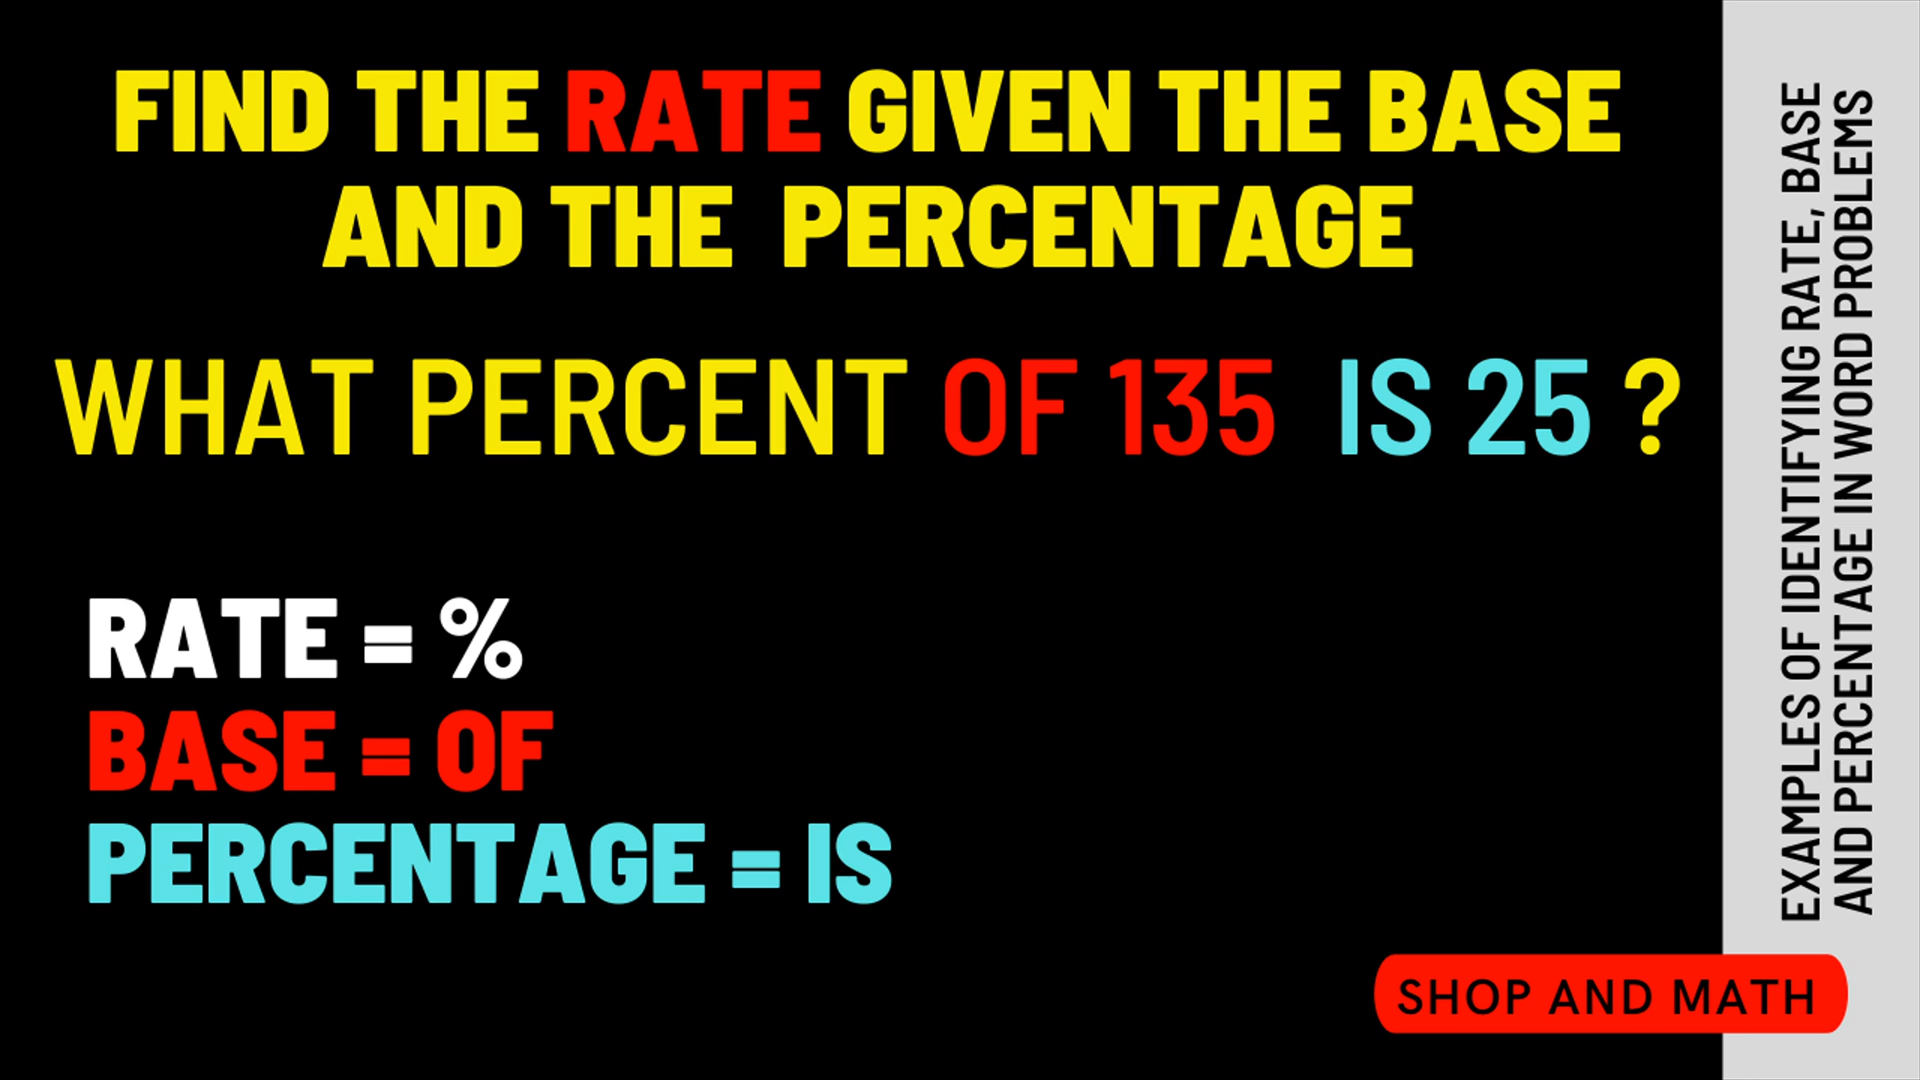 FIND THE RATE GIVEN THE BASE
AND THE PERCENTAGE
WHAT PERCENT OF 135 IS 25 ?
RATE = %
BASE = OF
PERCENTAGE = IS
EXAMPLES OF IDENTIFYING RATE, BASE
AND PERCENTAGE IN WORD PROBLEMS
SHOP AND MATH